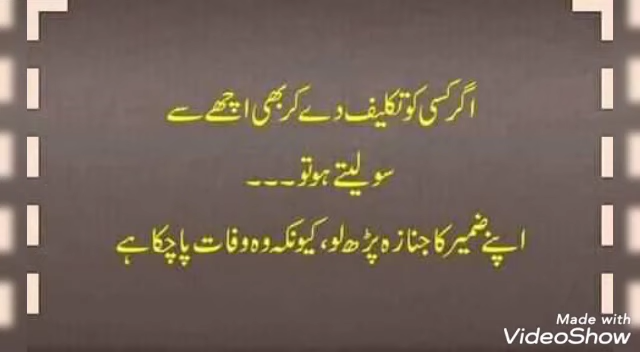 اگر کسی کو تکلیف دے کر بھی اچھے سے
سو لیتے ہو تو ۔۔۔
اپنے ضمیر کا جنازہ پڑھ لو، کیونکہ وہ وفات پا چکا ہے
Made with
VideoShow